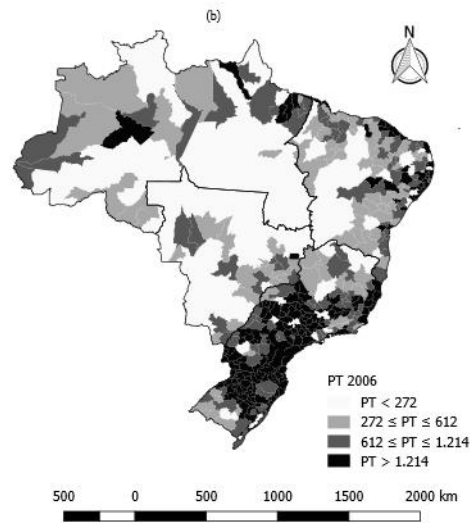 (b)
N
PT 2006
PT < 272
272 ≤ PT ≤ 612
612 ≤ PT ≤ 1.214
PT > 1.214
500 0 500 1000 1500 2000 km